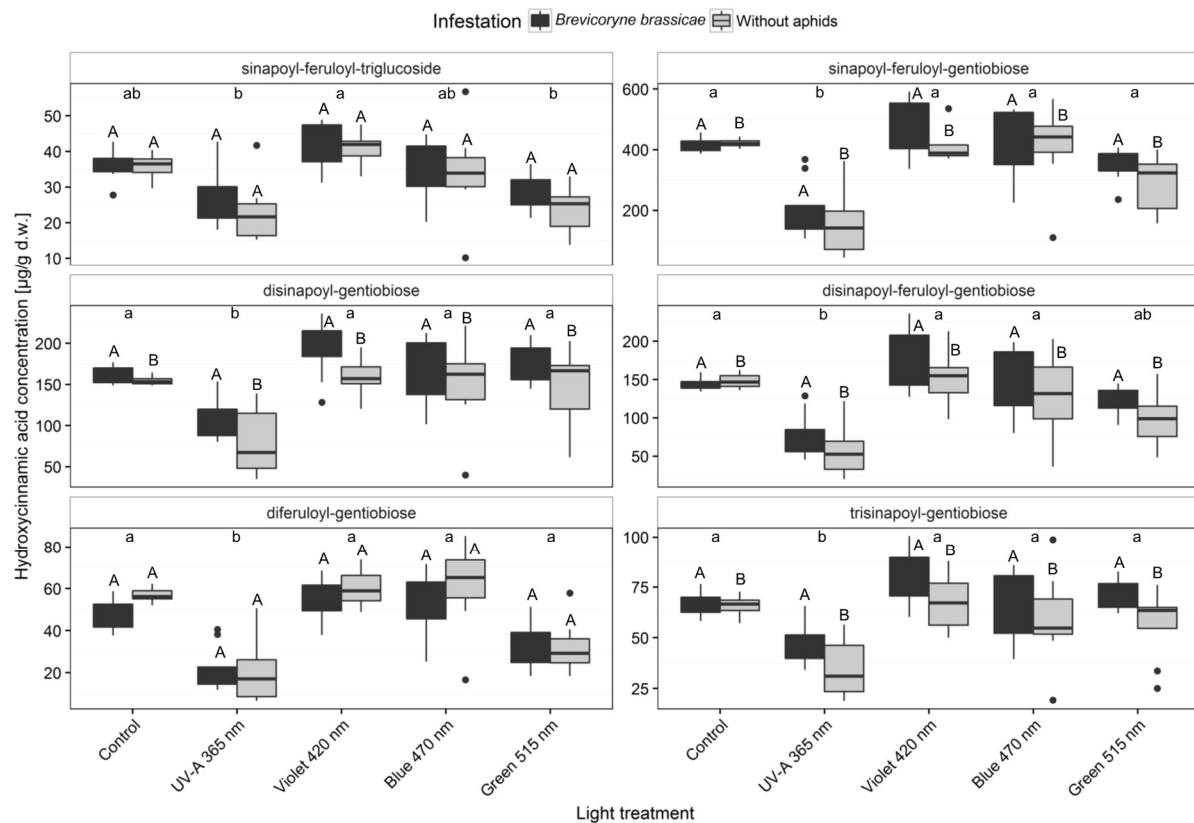 Infestation Brevicoryne brassicae Without aphids
Hydroxycinnamic acid concentration [µg/g d.w.]
sinapoyl-feruloyl-triglucoside
ab b a ab b
A A A A A A A A A A
50
40
30
20
10
sinapoyl-feruloyl-gentiobiose
a b a a a
A B A B A B A B A B
600
400
200
disinapoyl-gentiobiose
a b a a a
A B A B A B A B A B
200
150
100
50
disinapoyl-feruloyl-gentiobiose
a b a a ab
A B A B A B A B A B
200
150
100
50
diferuloyl-gentiobiose
a b a a a
A A A A A A A A A A
80
60
40
20
trisinapoyl-gentiobiose
a b a a a
A B A B A B A B A B
100
75
50
25
Control
UV-A 365 nm
Violet 420 nm
Blue 470 nm
Green 515 nm
Control
UV-A 365 nm
Violet 420 nm
Blue 470 nm
Green 515 nm
Light treatment